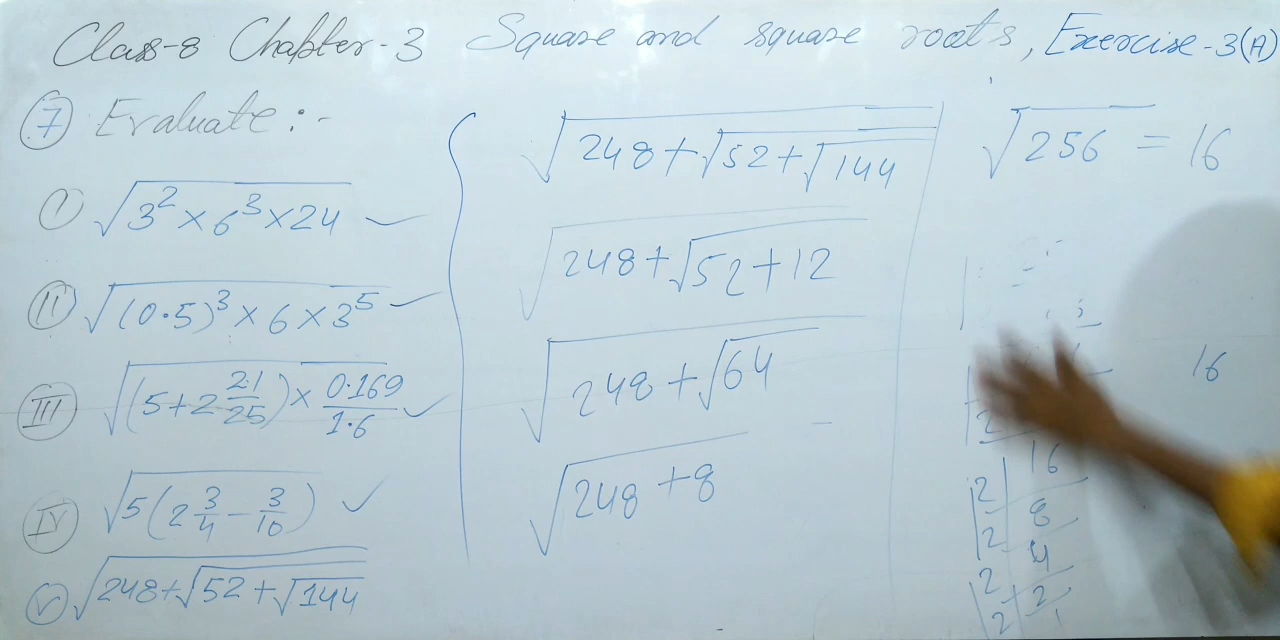 Class-8 Chapter-3 Square and square roots, Exercise-3(A)
⑦ Evaluate :-
(I) √(3² × 6³ × 24) ✓
(II) √((0.5)³ × 6 × 3⁵) ✓
(III) √((5 + 2 21/25) × 0.169/1.6) ✓
(IV) √(5(2 3/4 − 3/10)) ✓
(V) √(248 + √(52 + √144))
√(248 + √(52 + √144))
√(248 + √(52 + 12))
√(248 + √64)
√(248 + 8)
√256 = 16
16
2
2 | 16
2 | 8
2 | 4
2 | 2
1